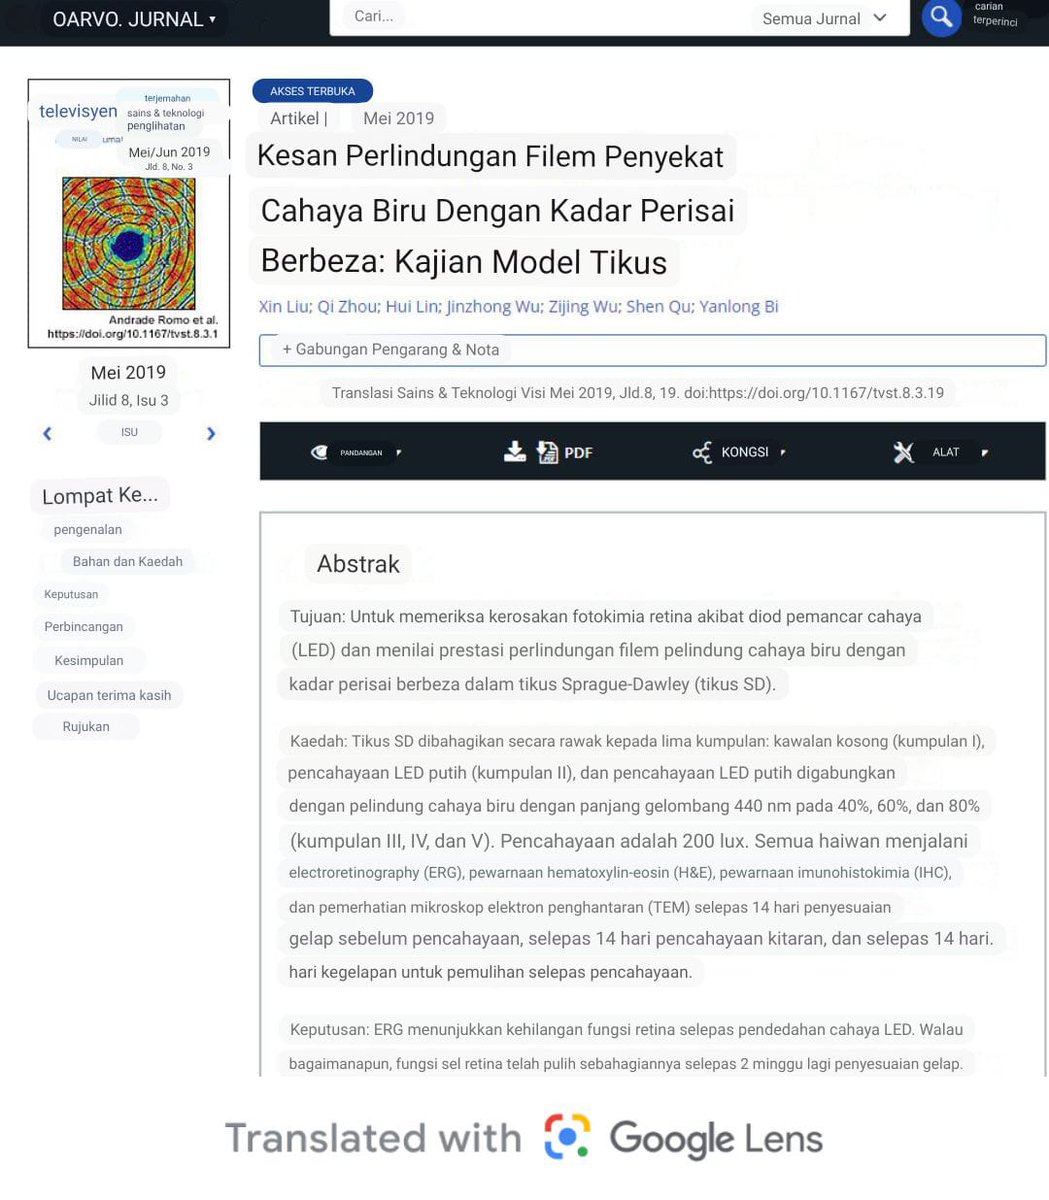 OARVO. JURNAL
Cari...
Semua Jurnal
carian
terperinci
televisyen
terjemahan
sains & teknologi
penglihatan
NILAI
Mei/Jun 2019
Jld. 8, No. 3
Andrade Romo et al.
https://doi.org/10.1167/tvst.8.3.1
Mei 2019
Jilid 8, Isu 3
ISU
Lompat Ke...
pengenalan
Bahan dan Kaedah
Keputusan
Perbincangan
Kesimpulan
Ucapan terima kasih
Rujukan
AKSES TERBUKA
Artikel | Mei 2019
Kesan Perlindungan Filem Penyekat
Cahaya Biru Dengan Kadar Perisai
Berbeza: Kajian Model Tikus
Xin Liu; Qi Zhou; Hui Lin; Jinzhong Wu; Zijing Wu; Shen Qu; Yanlong Bi
+ Gabungan Pengarang & Nota
Translasi Sains & Teknologi Visi Mei 2019, Jld.8, 19. doi:https://doi.org/10.1167/tvst.8.3.19
PANDANGAN
PDF
KONGSI
ALAT
Abstrak
Tujuan: Untuk memeriksa kerosakan fotokimia retina akibat diod pemancar cahaya
(LED) dan menilai prestasi perlindungan filem pelindung cahaya biru dengan
kadar perisai berbeza dalam tikus Sprague-Dawley (tikus SD).
Kaedah: Tikus SD dibahagikan secara rawak kepada lima kumpulan: kawalan kosong (kumpulan I),
pencahayaan LED putih (kumpulan II), dan pencahayaan LED putih digabungkan
dengan pelindung cahaya biru dengan panjang gelombang 440 nm pada 40%, 60%, dan 80%
(kumpulan III, IV, dan V). Pencahayaan adalah 200 lux. Semua haiwan menjalani
electroretinography (ERG), pewarnaan hematoxylin-eosin (H&E), pewarnaan imunohistokimia (IHC),
dan pemerhatian mikroskop elektron penghantaran (TEM) selepas 14 hari penyesuaian
gelap sebelum pencahayaan, selepas 14 hari pencahayaan kitaran, dan selepas 14 hari.
hari kegelapan untuk pemulihan selepas pencahayaan.
Keputusan: ERG menunjukkan kehilangan fungsi retina selepas pendedahan cahaya LED. Walau
bagaimanapun, fungsi sel retina telah pulih sebahagiannya selepas 2 minggu lagi penyesuaian gelap.
Translated with Google Lens